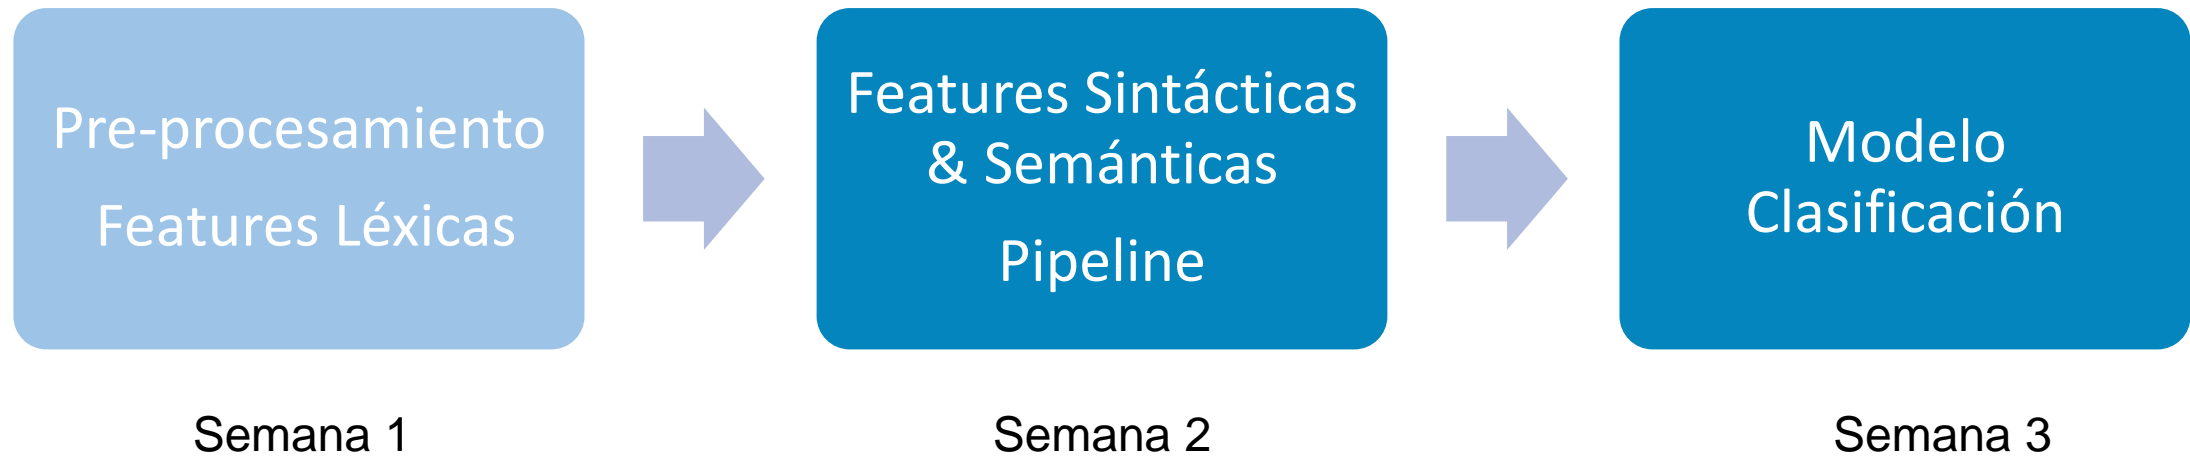 Pre-procesamiento
Features Léxicas
Features Sintácticas
& Semánticas
Pipeline
Modelo
Clasificación
Semana 1
Semana 2
Semana 3